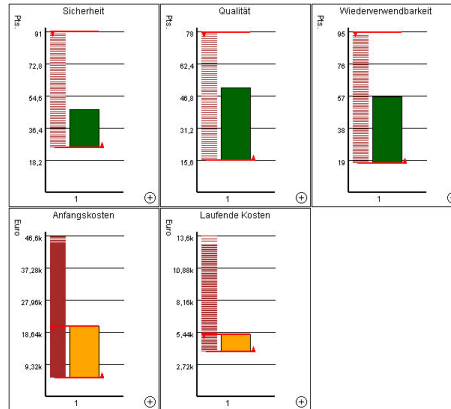 Sicherheit
Pts.
91
72,8
54,6
36,4
18,2
1
Qualität
Pts.
78
62,4
46,8
31,2
15,6
1
Wiederverwendbarkeit
Pts.
95
76
57
38
19
1
Anfangskosten
Euro
46,6k
37,28k
27,96k
18,64k
9,32k
1
Laufende Kosten
Euro
13,6k
10,88k
8,16k
5,44k
2,72k
1